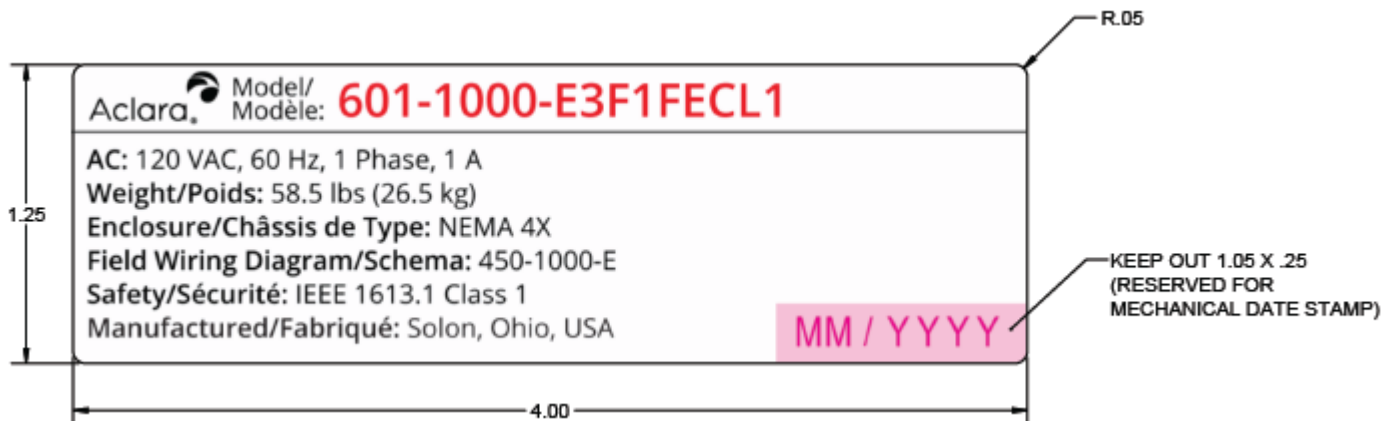 R.05
Aclara. Model/
Modèle: 601-1000-E3F1FECL1
AC: 120 VAC, 60 Hz, 1 Phase, 1 A
Weight/Poids: 58.5 lbs (26.5 kg)
1.25
Enclosure/Châssis de Type: NEMA 4X
Field Wiring Diagram/Schema: 450-1000-E
Safety/Sécurité: IEEE 1613.1 Class 1
Manufactured/Fabriqué: Solon, Ohio, USA
MM / YYYY
KEEP OUT 1.05 X .25
(RESERVED FOR
MECHANICAL DATE STAMP)
4.00